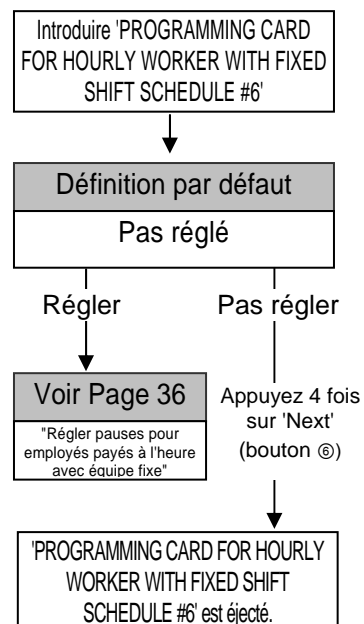 Introduire 'PROGRAMMING CARD
FOR HOURLY WORKER WITH FIXED
SHIFT SCHEDULE #6'
Définition par défaut
Pas réglé
Régler
Pas régler
Voir Page 36
"Régler pauses pour
employés payés à l'heure
avec équipe fixe"
Appuyez 4 fois
sur 'Next'
(bouton ⑥)
'PROGRAMMING CARD FOR HOURLY
WORKER WITH FIXED SHIFT
SCHEDULE #6' est éjecté.